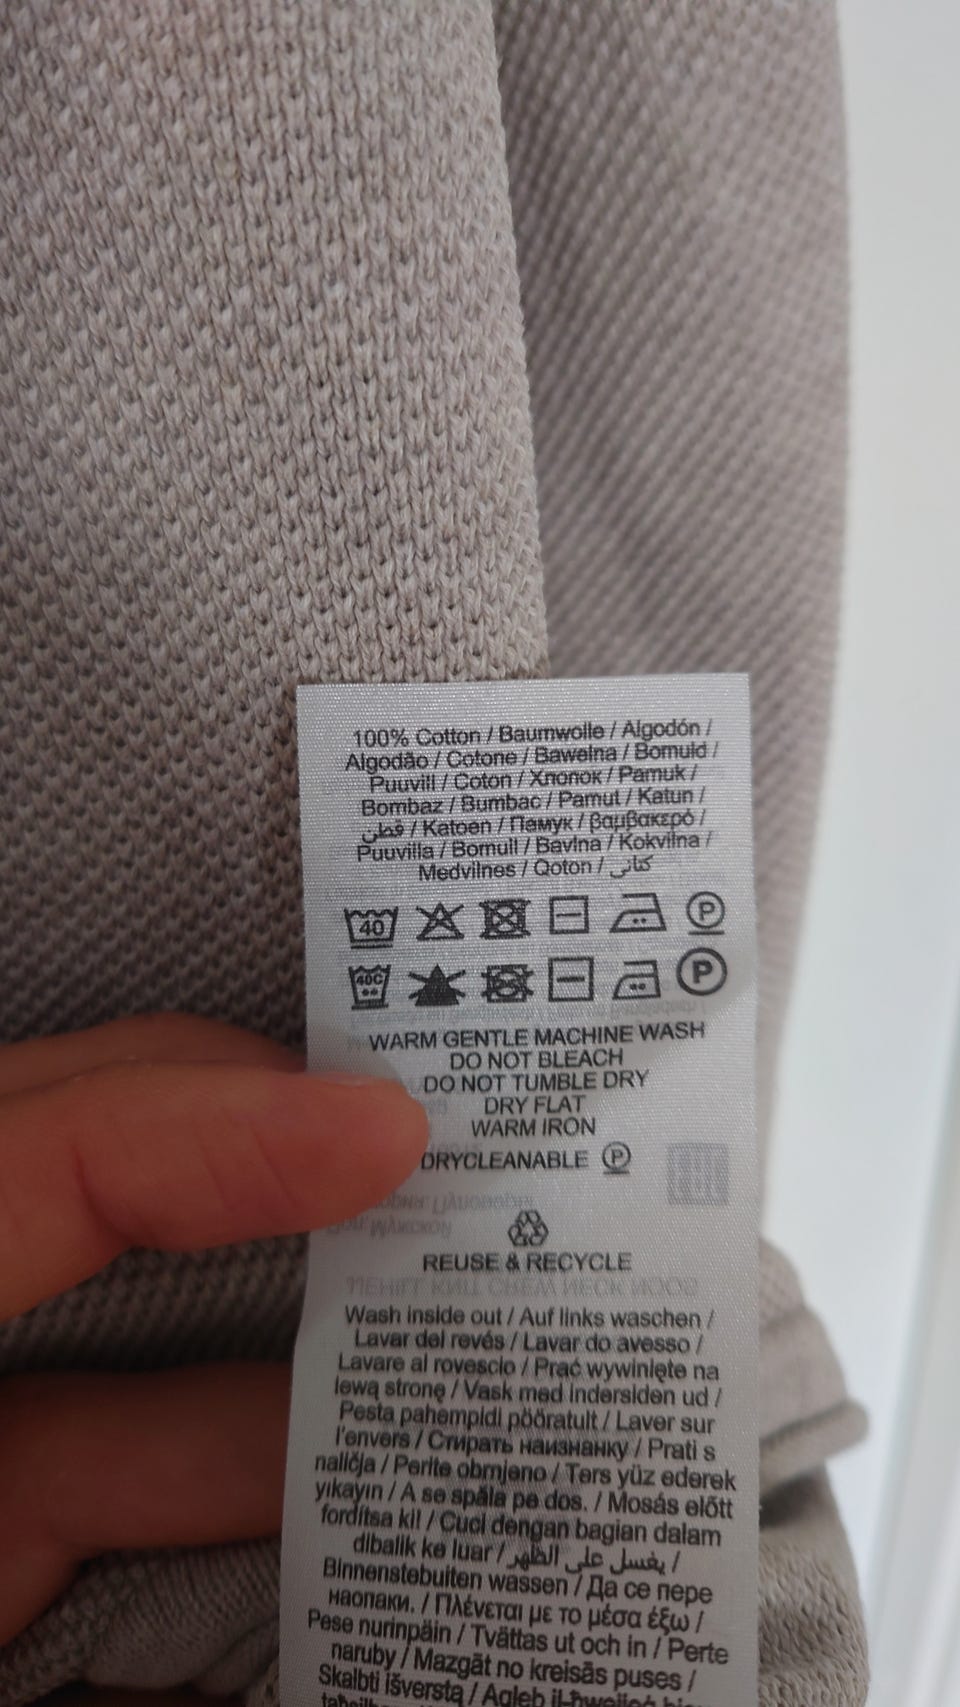 100% Cotton / Baumwolle / Algodón /
Algodão / Cotone / Bawełna / Bomuld /
Puuvill / Coton / Хлопок / Pamuk /
Bombaž / Bumbac / Pamut / Katun /
قطن / Katoen / Памук / βαμβακερό /
Puuvilla / Bomull / Bavlna / Kokvilna /
Medvilnės / Qoton / كتانى
40 P
40C P
WARM GENTLE MACHINE WASH
DO NOT BLEACH
DO NOT TUMBLE DRY
DRY FLAT
WARM IRON
DRYCLEANABLE P
REUSE & RECYCLE
Wash inside out / Auf links waschen /
Lavar del revés / Lavar do avesso /
Lavare al rovescio / Prać wywinięte na
lewą stronę / Vask med indersiden ud /
Pesta pahempidi pööratult / Laver sur
l'envers / Стирать наизнанку / Prati s
naličja / Perite obrnjeno / Ters yüz ederek
yıkayın / A se spăla pe dos. / Mosás előtt
fordítsa ki! / Cuci dengan bagian dalam
dibalik ke luar / يغسل على الظهر /
Binnenstebuiten wassen / Да се пере
наопаки. / Πλένεται με το μέσα έξω /
Pese nurinpäin / Tvättas ut och in / Perte
naruby / Mazgāt no kreisās puses /
Skalbti išverstą / Aġleb il-ħwejjeġ